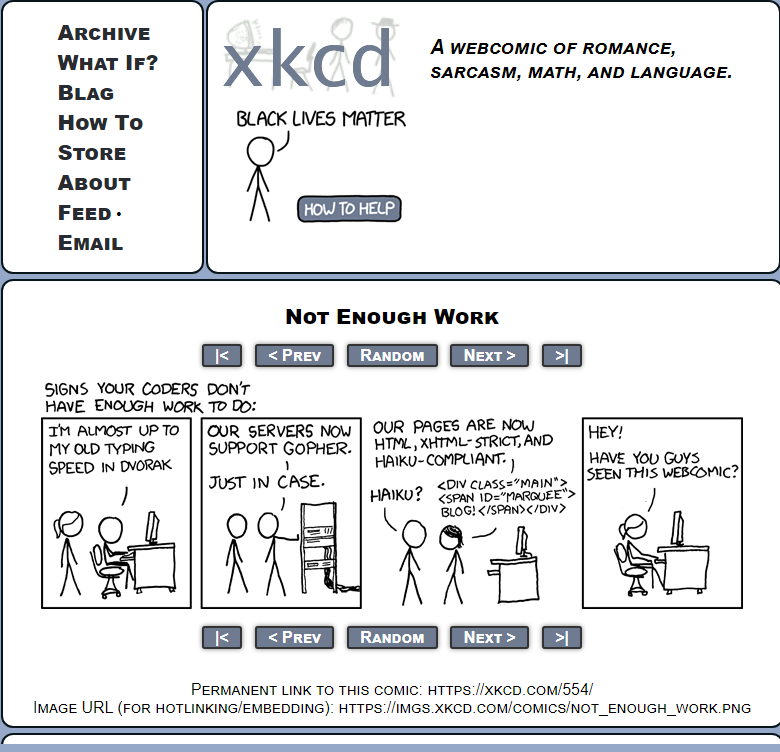 Archive
What If?
Blag
How To
Store
About
Feed •
Email
xkcd
A webcomic of romance,
sarcasm, math, and language.
BLACK LIVES MATTER
HOW TO HELP
Not Enough Work
|<
< Prev
Random
Next >
>|
SIGNS YOUR CODERS DON'T
HAVE ENOUGH WORK TO DO:
I'M ALMOST UP TO
MY OLD TYPING
SPEED IN DVORAK
OUR SERVERS NOW
SUPPORT GOPHER.
JUST IN CASE.
OUR PAGES ARE NOW
HTML, XHTML-STRICT, AND
HAIKU-COMPLIANT.
HAIKU?
<DIV CLASS="MAIN">
<SPAN ID="MARQUEE">
BLOG!</SPAN></DIV>
HEY!
HAVE YOU GUYS
SEEN THIS WEBCOMIC?
|<
< Prev
Random
Next >
>|
Permanent link to this comic: https://xkcd.com/554/
Image URL (for hotlinking/embedding): https://imgs.xkcd.com/comics/not_enough_work.png